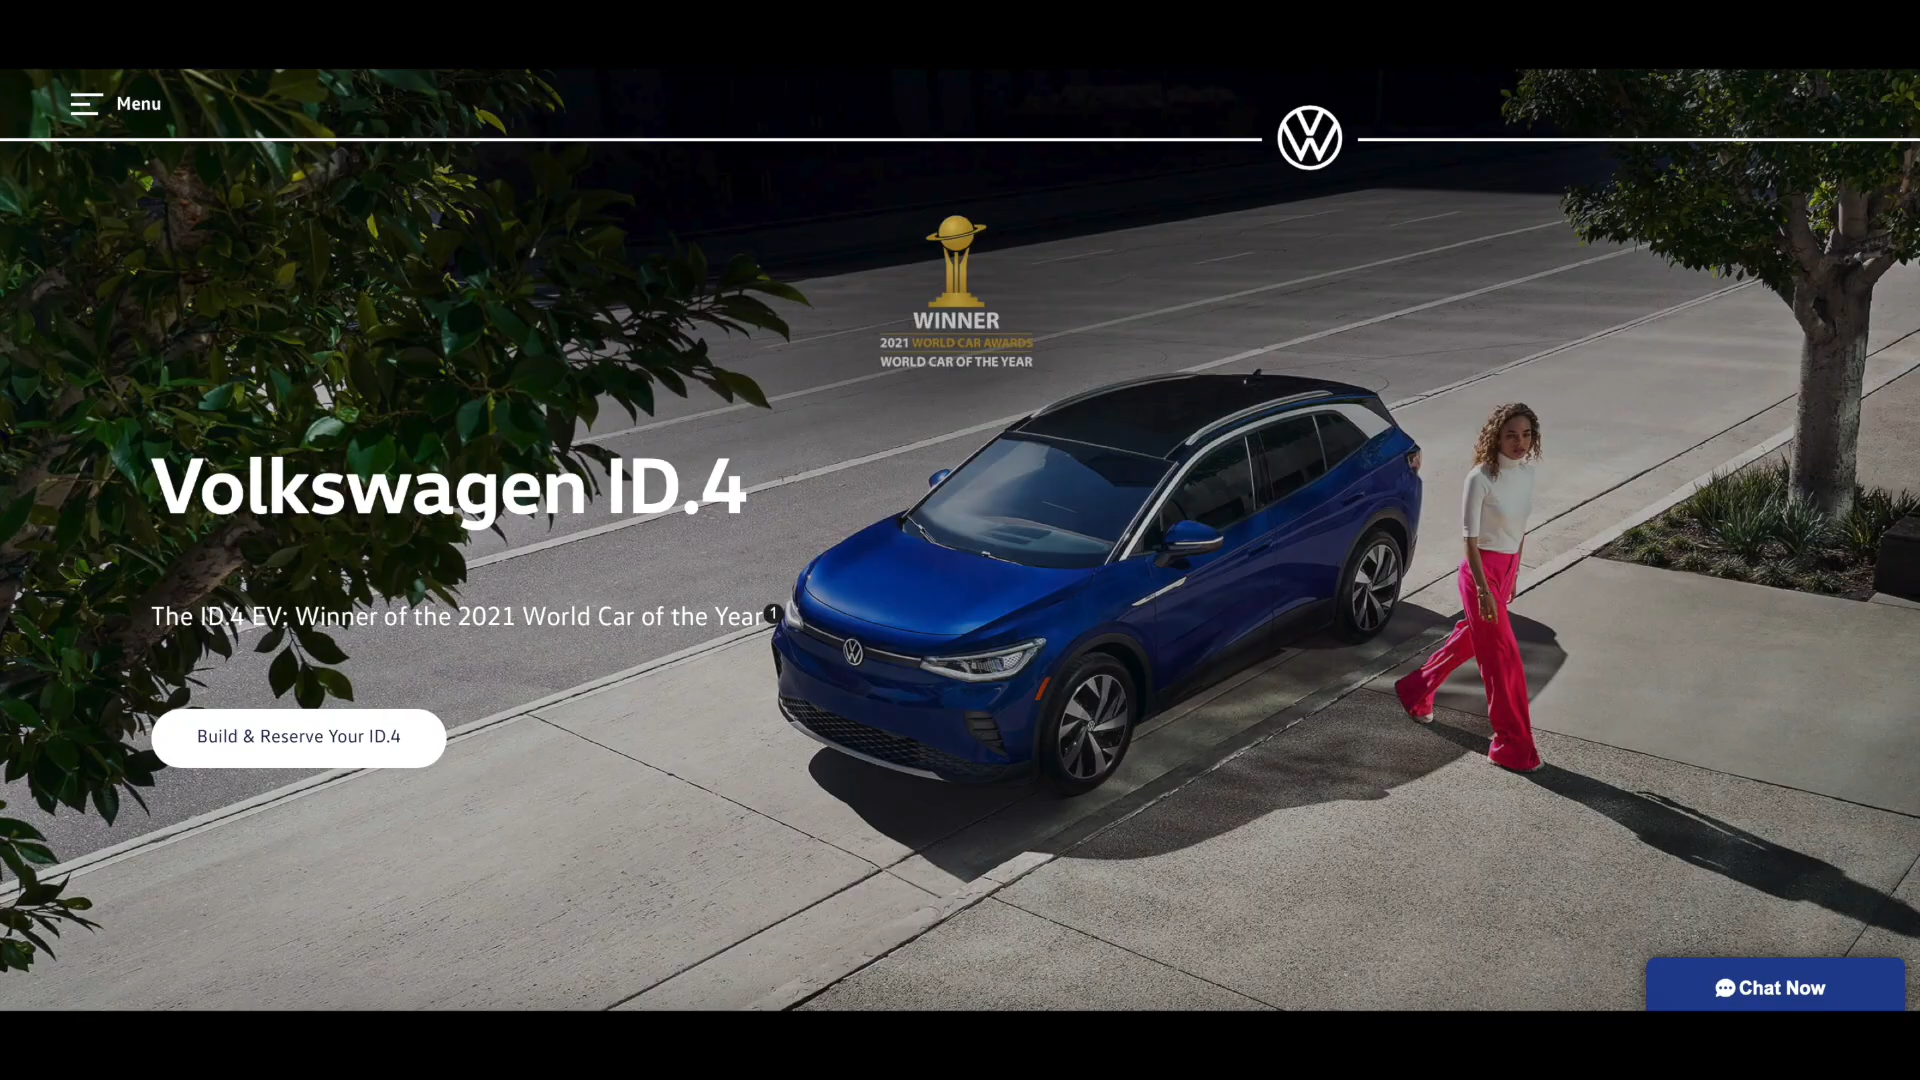 Menu
WINNER
2021 WORLD CAR AWARDS
WORLD CAR OF THE YEAR
Volkswagen ID.4
The ID.4 EV: Winner of the 2021 World Car of the Year 1
Build & Reserve Your ID.4
Chat Now